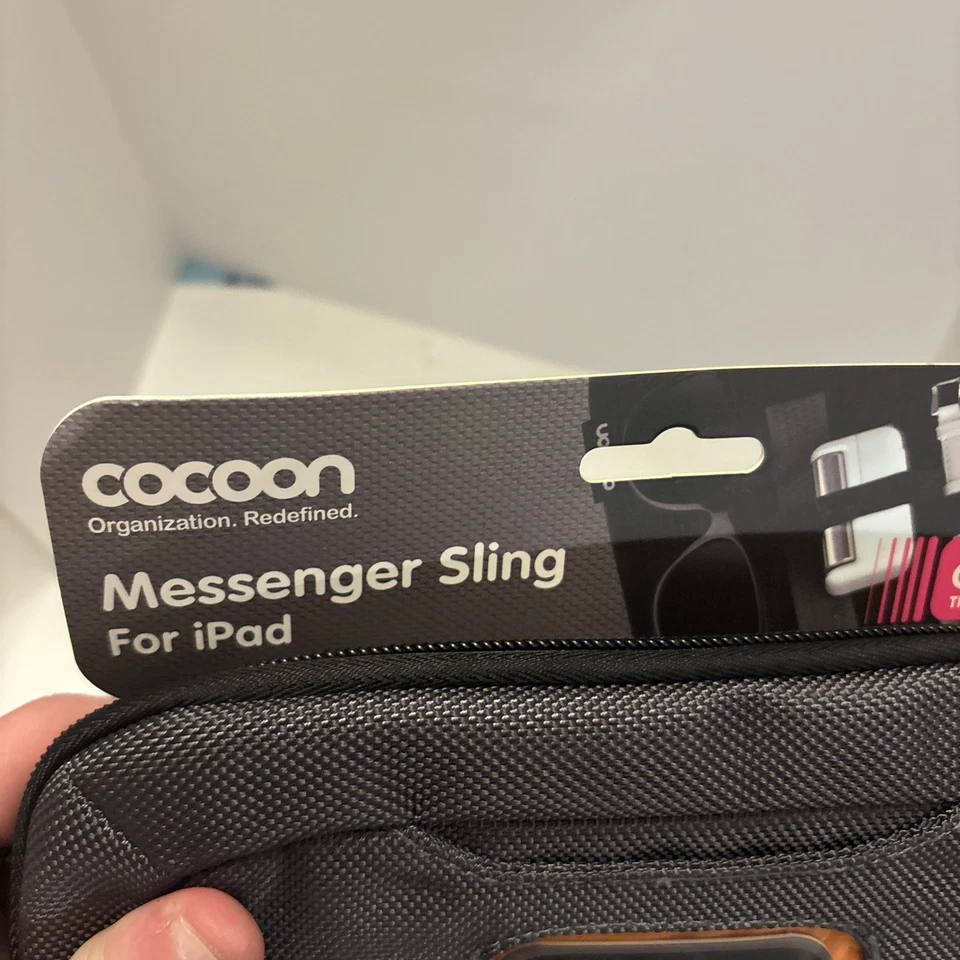 cocoon
Organization. Redefined.
Messenger Sling
For iPad